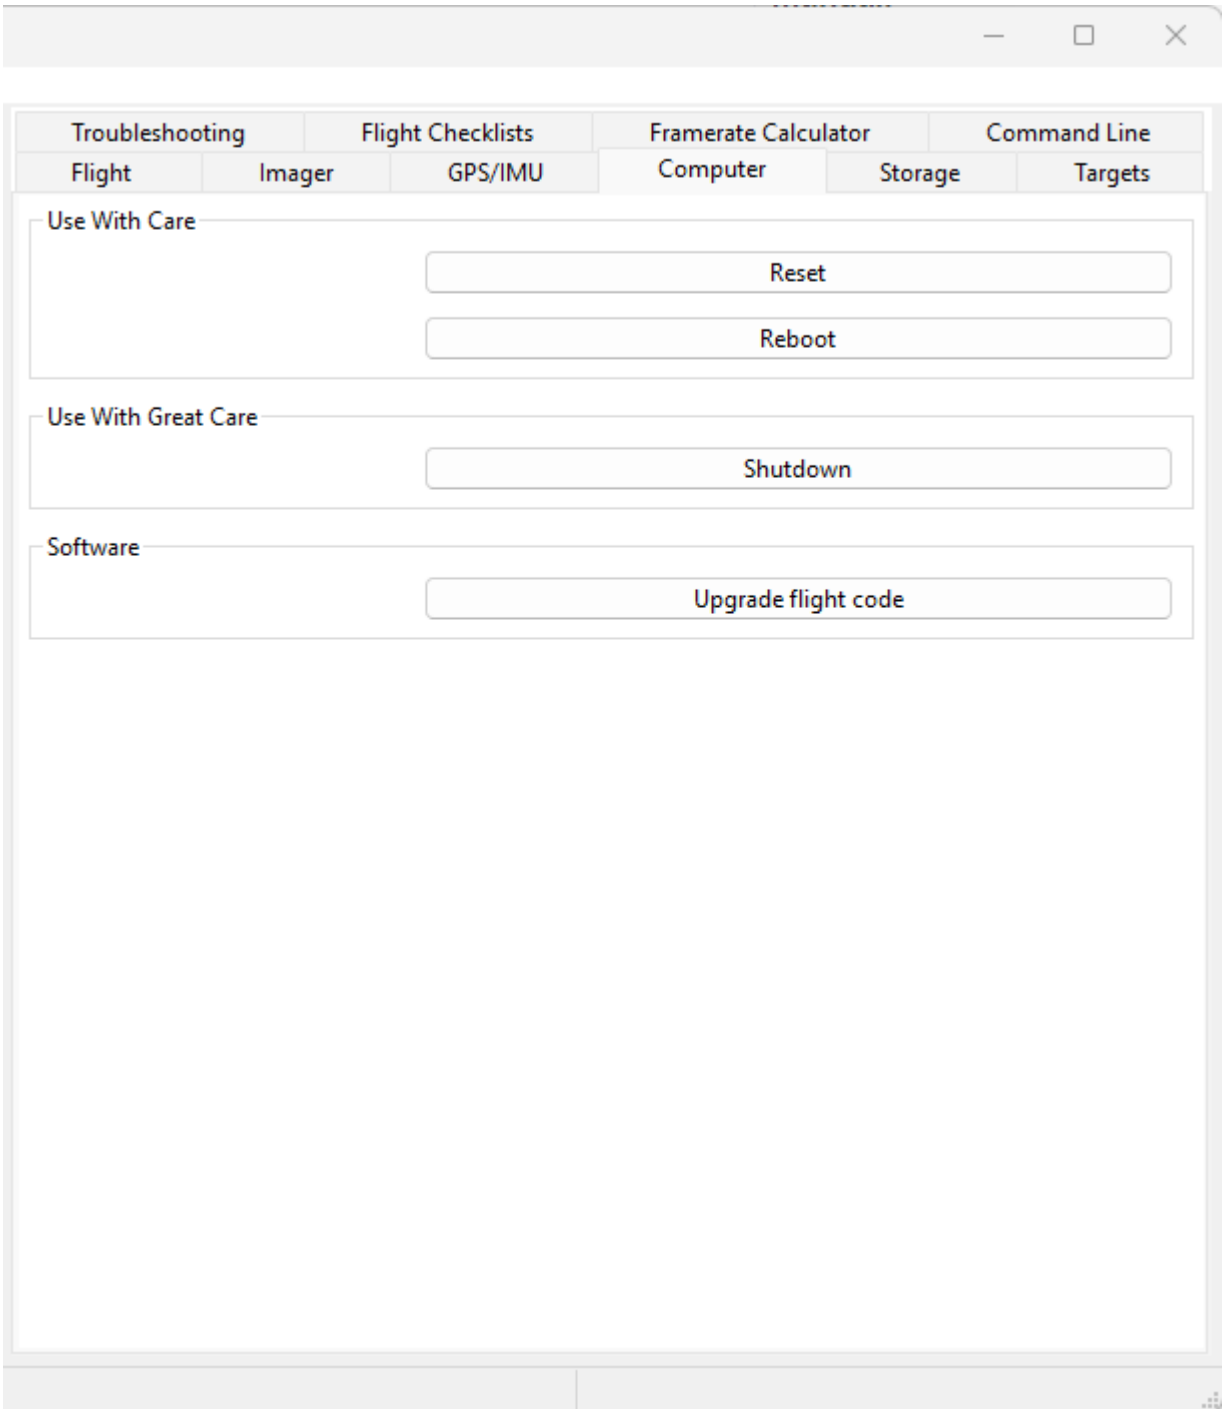 Troubleshooting Flight Checklists Framerate Calculator Command Line
Flight Imager GPS/IMU Computer Storage Targets
Use With Care
Reset
Reboot
Use With Great Care
Shutdown
Software
Upgrade flight code